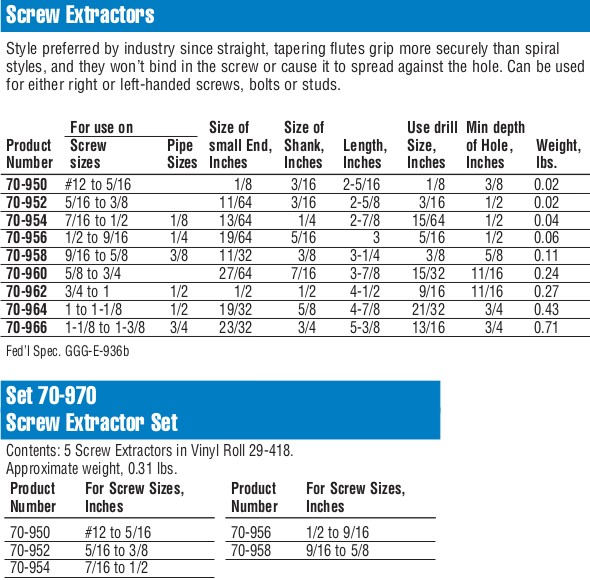 Screw Extractors
Style preferred by industry since straight, tapering flutes grip more securely than spiral
styles, and they won't bind in the screw or cause it to spread against the hole. Can be used
for either right or left-handed screws, bolts or studs.
For use on Size of Size of Use drill Min depth
Product Screw Pipe small End, Shank, Length, Size, of Hole, Weight,
Number sizes Sizes Inches Inches Inches Inches Inches lbs.
70-950 #12 to 5/16 1/8 3/16 2-5/16 1/8 3/8 0.02
70-952 5/16 to 3/8 11/64 3/16 2-5/8 3/16 1/2 0.02
70-954 7/16 to 1/2 1/8 13/64 1/4 2-7/8 15/64 1/2 0.04
70-956 1/2 to 9/16 1/4 19/64 5/16 3 5/16 1/2 0.06
70-958 9/16 to 5/8 3/8 11/32 3/8 3-1/4 3/8 5/8 0.11
70-960 5/8 to 3/4 27/64 7/16 3-7/8 15/32 11/16 0.24
70-962 3/4 to 1 1/2 1/2 1/2 4-1/2 9/16 11/16 0.27
70-964 1 to 1-1/8 1/2 19/32 5/8 4-7/8 21/32 3/4 0.43
70-966 1-1/8 to 1-3/8 3/4 23/32 3/4 5-3/8 13/16 3/4 0.71
Fed'l Spec. GGG-E-936b
Set 70-970
Screw Extractor Set
Contents: 5 Screw Extractors in Vinyl Roll 29-418.
Approximate weight, 0.31 lbs.
Product For Screw Sizes, Product For Screw Sizes,
Number Inches Number Inches
70-950 #12 to 5/16 70-956 1/2 to 9/16
70-952 5/16 to 3/8 70-958 9/16 to 5/8
70-954 7/16 to 1/2